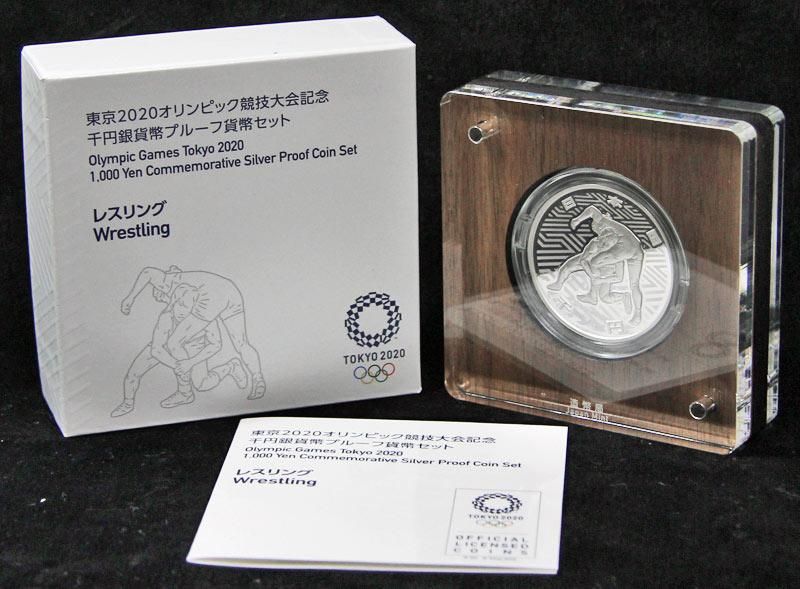 東京2020オリンピック競技大会記念
千円銀貨幣プルーフ貨幣セット
Olympic Games Tokyo 2020
1,000 Yen Commemorative Silver Proof Coin Set
レスリング
Wrestling
TOKYO 2020
日本国
千円
造幣局
Japan Mint
東京2020オリンピック競技大会記念
千円銀貨幣プルーフ貨幣セット
Olympic Games Tokyo 2020
1,000 Yen Commemorative Silver Proof Coin Set
レスリング
Wrestling
TOKYO 2020
OFFICIAL
LICENSED
COINS